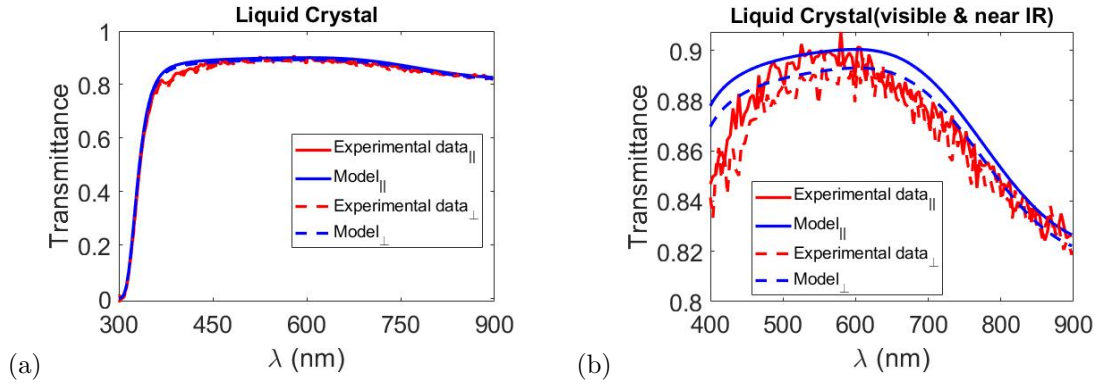 Liquid Crystal
1
0.8
0.6
0.4
0.2
0
Transmittance
Experimental data||
Model||
Experimental data⊥
Model⊥
300 450 600 750 900
λ (nm)
(a)
Liquid Crystal(visible & near IR)
0.9
0.88
0.86
0.84
0.82
0.8
Transmittance
Experimental data||
Model||
Experimental data⊥
Model⊥
400 500 600 700 800 900
λ (nm)
(b)